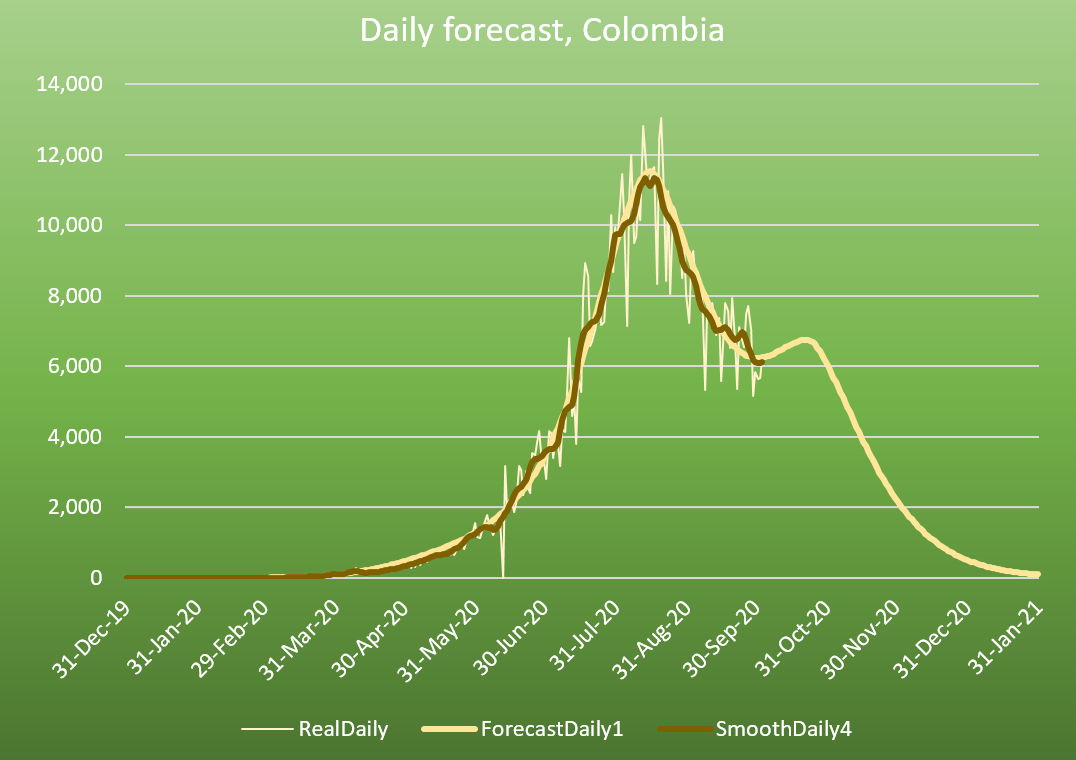 Daily forecast, Colombia
14,000
12,000
10,000
8,000
6,000
4,000
2,000
0
31-Dec-19
31-Jan-20
29-Feb-20
31-Mar-20
30-Apr-20
31-May-20
30-Jun-20
31-Jul-20
31-Aug-20
30-Sep-20
31-Oct-20
30-Nov-20
31-Dec-20
31-Jan-21
RealDaily
ForecastDaily1
SmoothDaily4